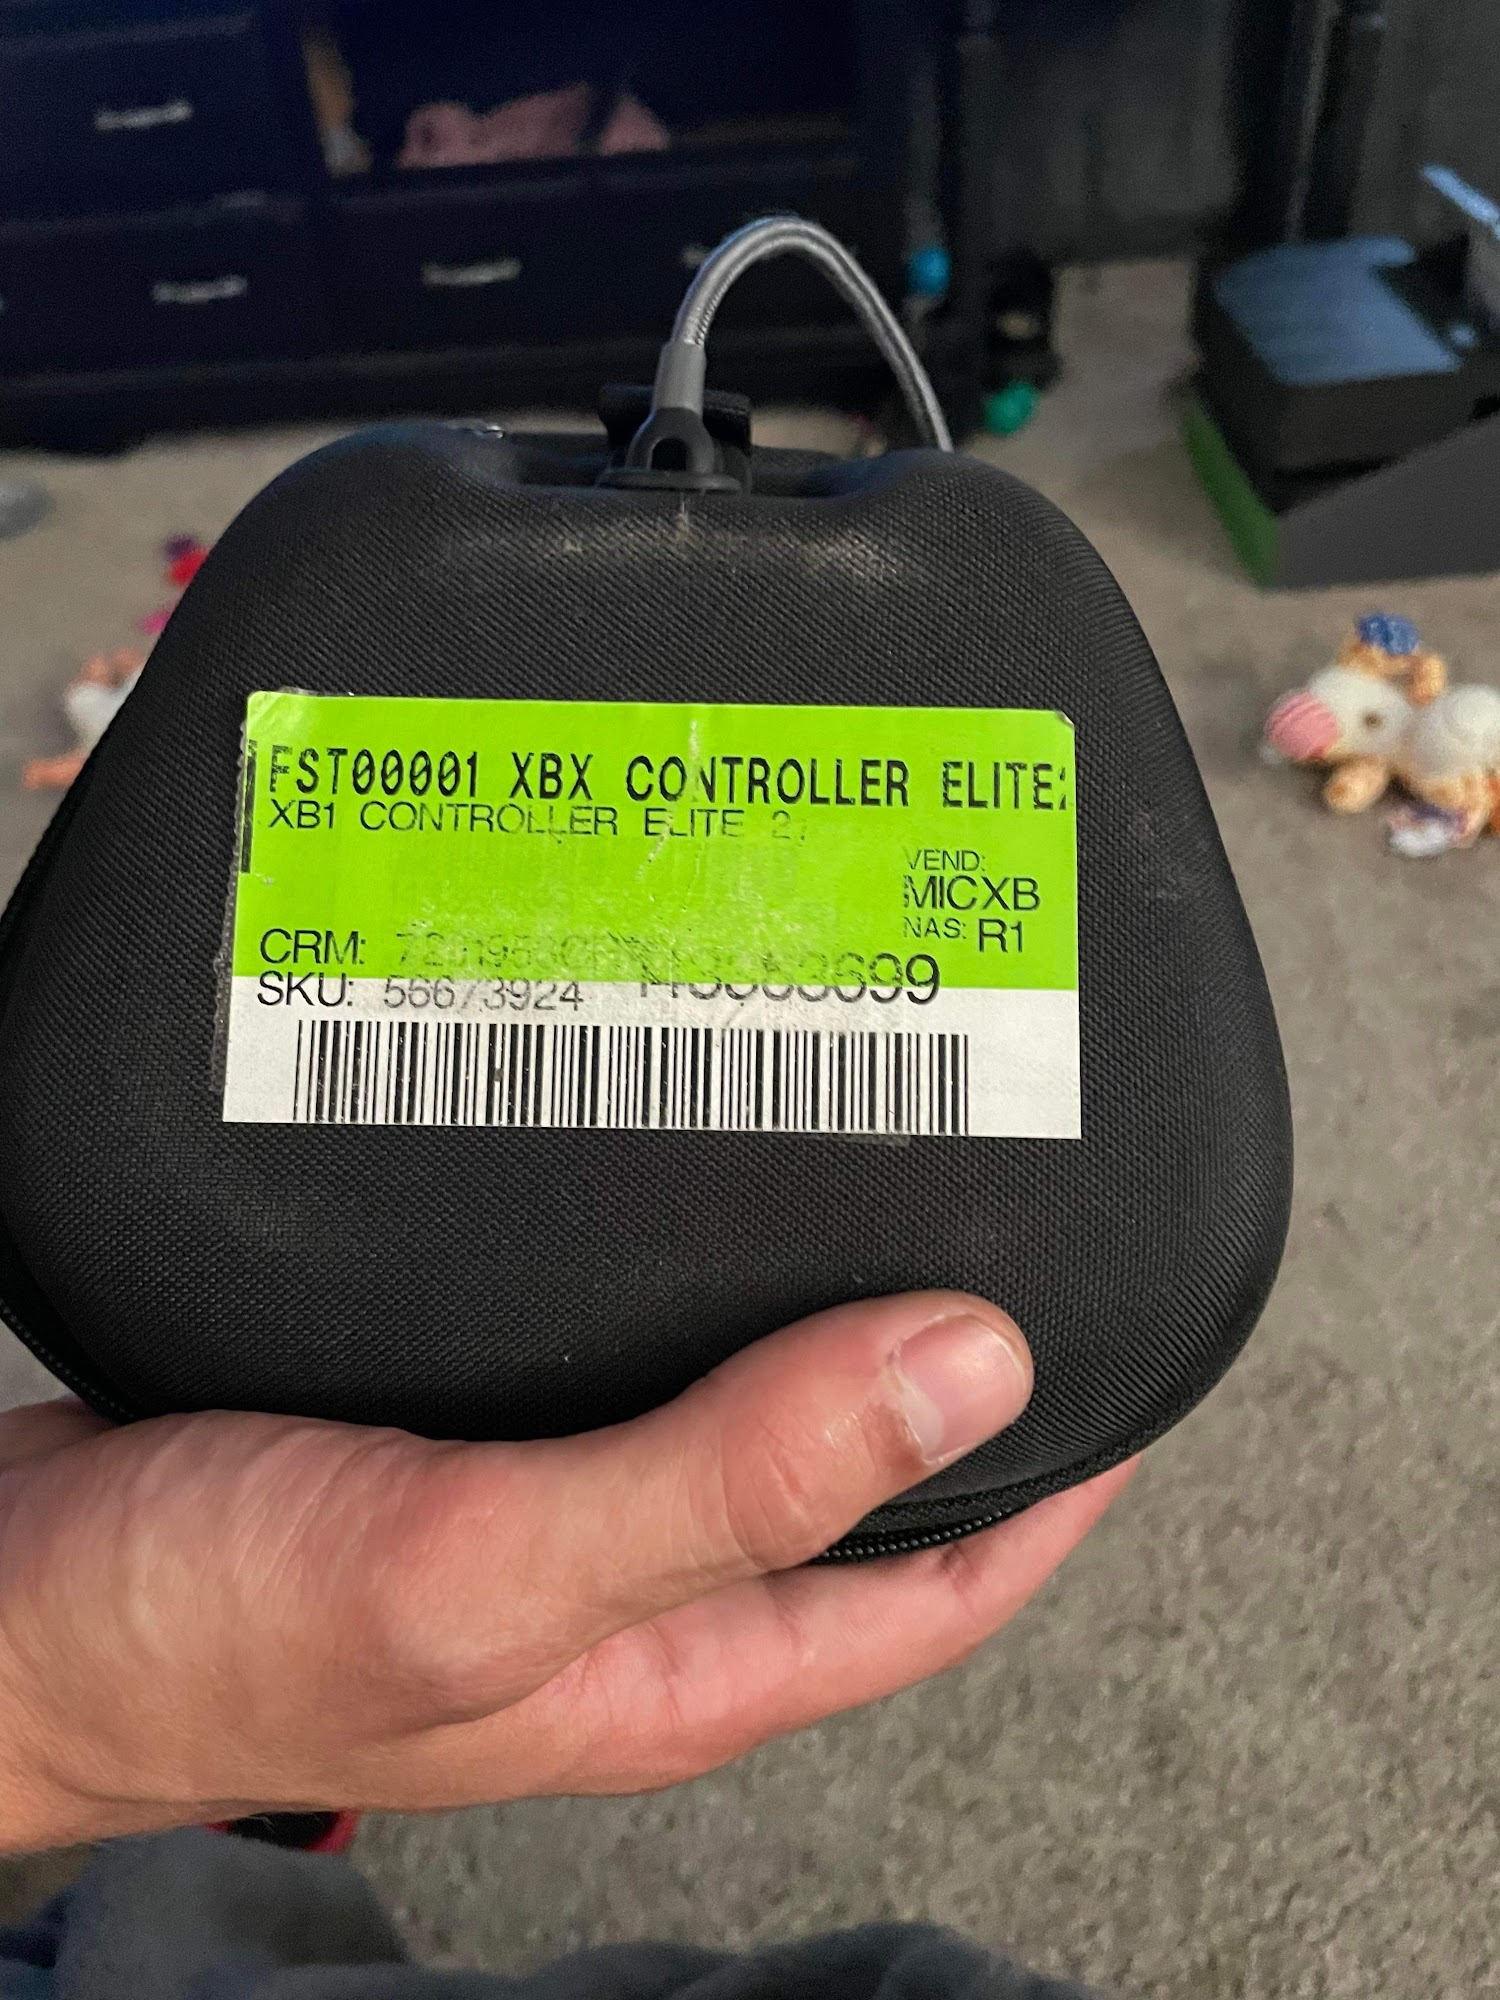 FST00001 XBX CONTROLLER ELITE
XB1 CONTROLLER ELITE 2
VEND:
MICXB
NAS: R1
CRM:
SKU: 56673924